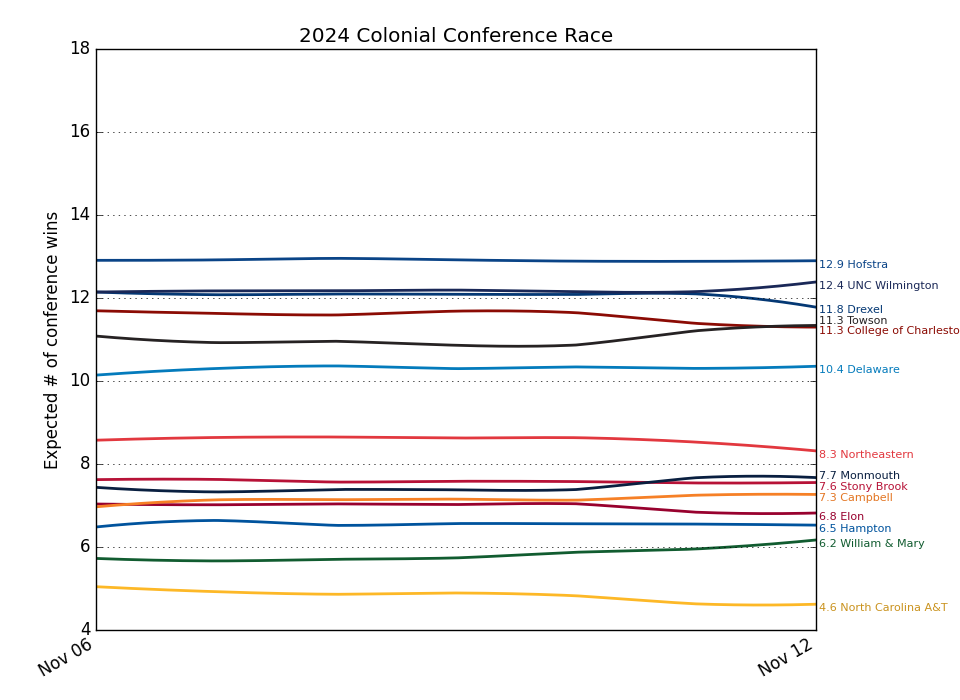 2024 Colonial Conference Race
Expected # of conference wins
18
16
14
12
10
8
6
4
Nov 06
Nov 12
12.9 Hofstra
12.4 UNC Wilmington
11.8 Drexel
11.3 Towson
11.3 College of Charlesto
10.4 Delaware
8.3 Northeastern
7.7 Monmouth
7.6 Stony Brook
7.3 Campbell
6.8 Elon
6.5 Hampton
6.2 William & Mary
4.6 North Carolina A&T